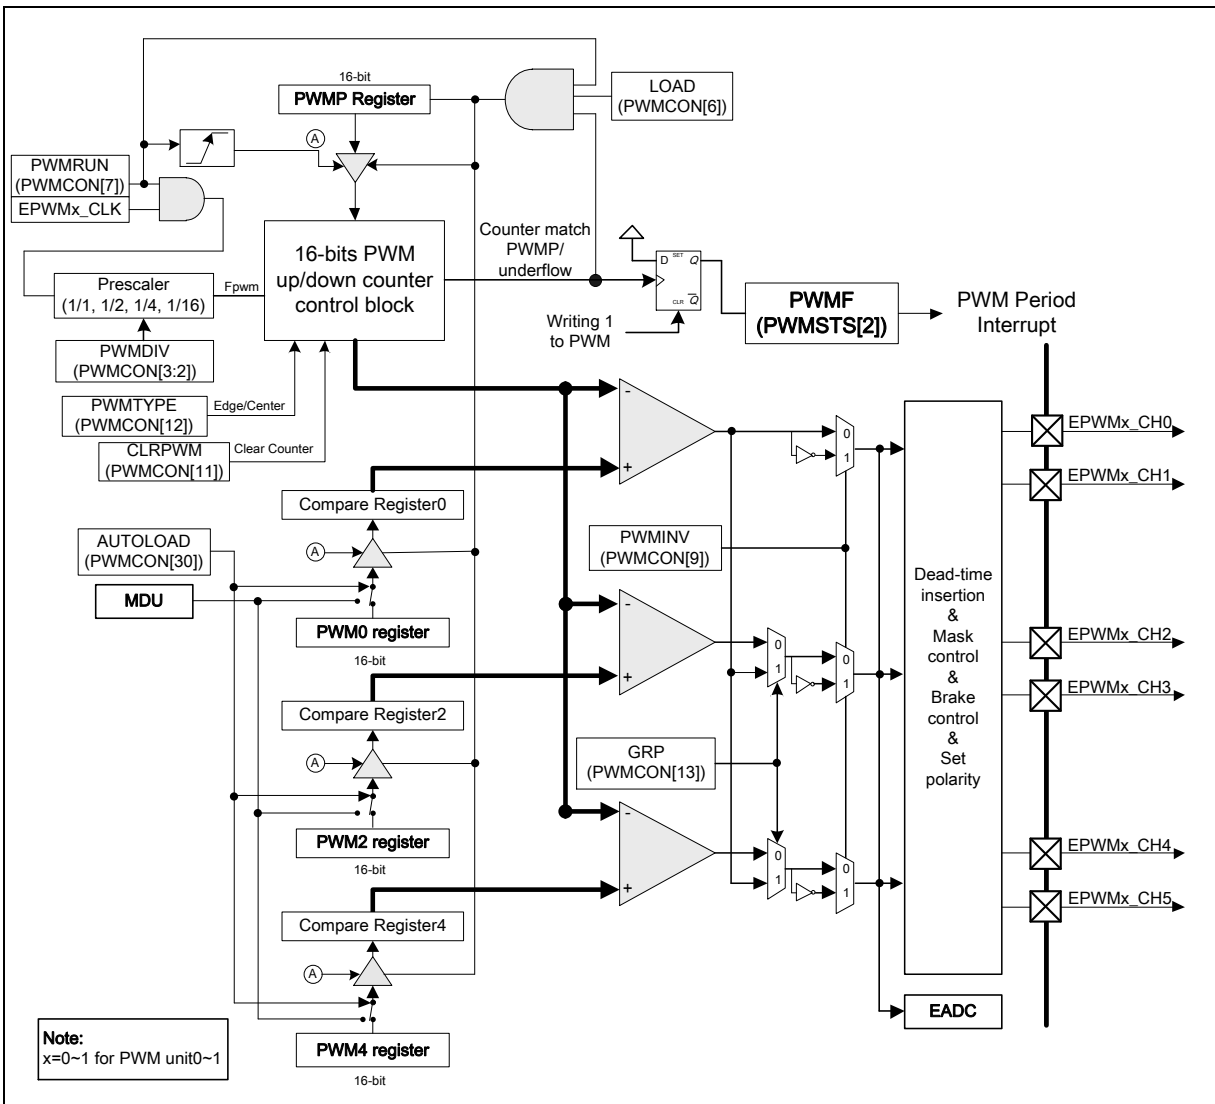 16-bit
PWMP Register
LOAD
(PWMCON[6])
A
PWMRUN
(PWMCON[7])
EPWMx_CLK
Counter match
PWMP/
underflow
16-bits PWM
up/down counter
control block
Prescaler
(1/1, 1/2, 1/4, 1/16)
Fpwm
D
SET
Q
CLR
Q
Writing 1
to PWM
PWMF
(PWMSTS[2])
PWM Period
Interrupt
PWMDIV
(PWMCON[3:2])
PWMTYPE
(PWMCON[12])
Edge/Center
CLRPWM
(PWMCON[11])
Clear Counter
-
+
0
1
EPWMx_CH0
EPWMx_CH1
Compare Register0
AUTOLOAD
(PWMCON[30])
A
MDU
PWM0 register
16-bit
PWMINV
(PWMCON[9])
Dead-time
insertion
&
Mask
control
&
Brake
control
&
Set
polarity
-
+
0
1
0
1
EPWMx_CH2
EPWMx_CH3
Compare Register2
A
PWM2 register
16-bit
GRP
(PWMCON[13])
-
+
0
1
0
1
EPWMx_CH4
EPWMx_CH5
Compare Register4
A
PWM4 register
16-bit
EADC
Note:
x=0~1 for PWM unit0~1